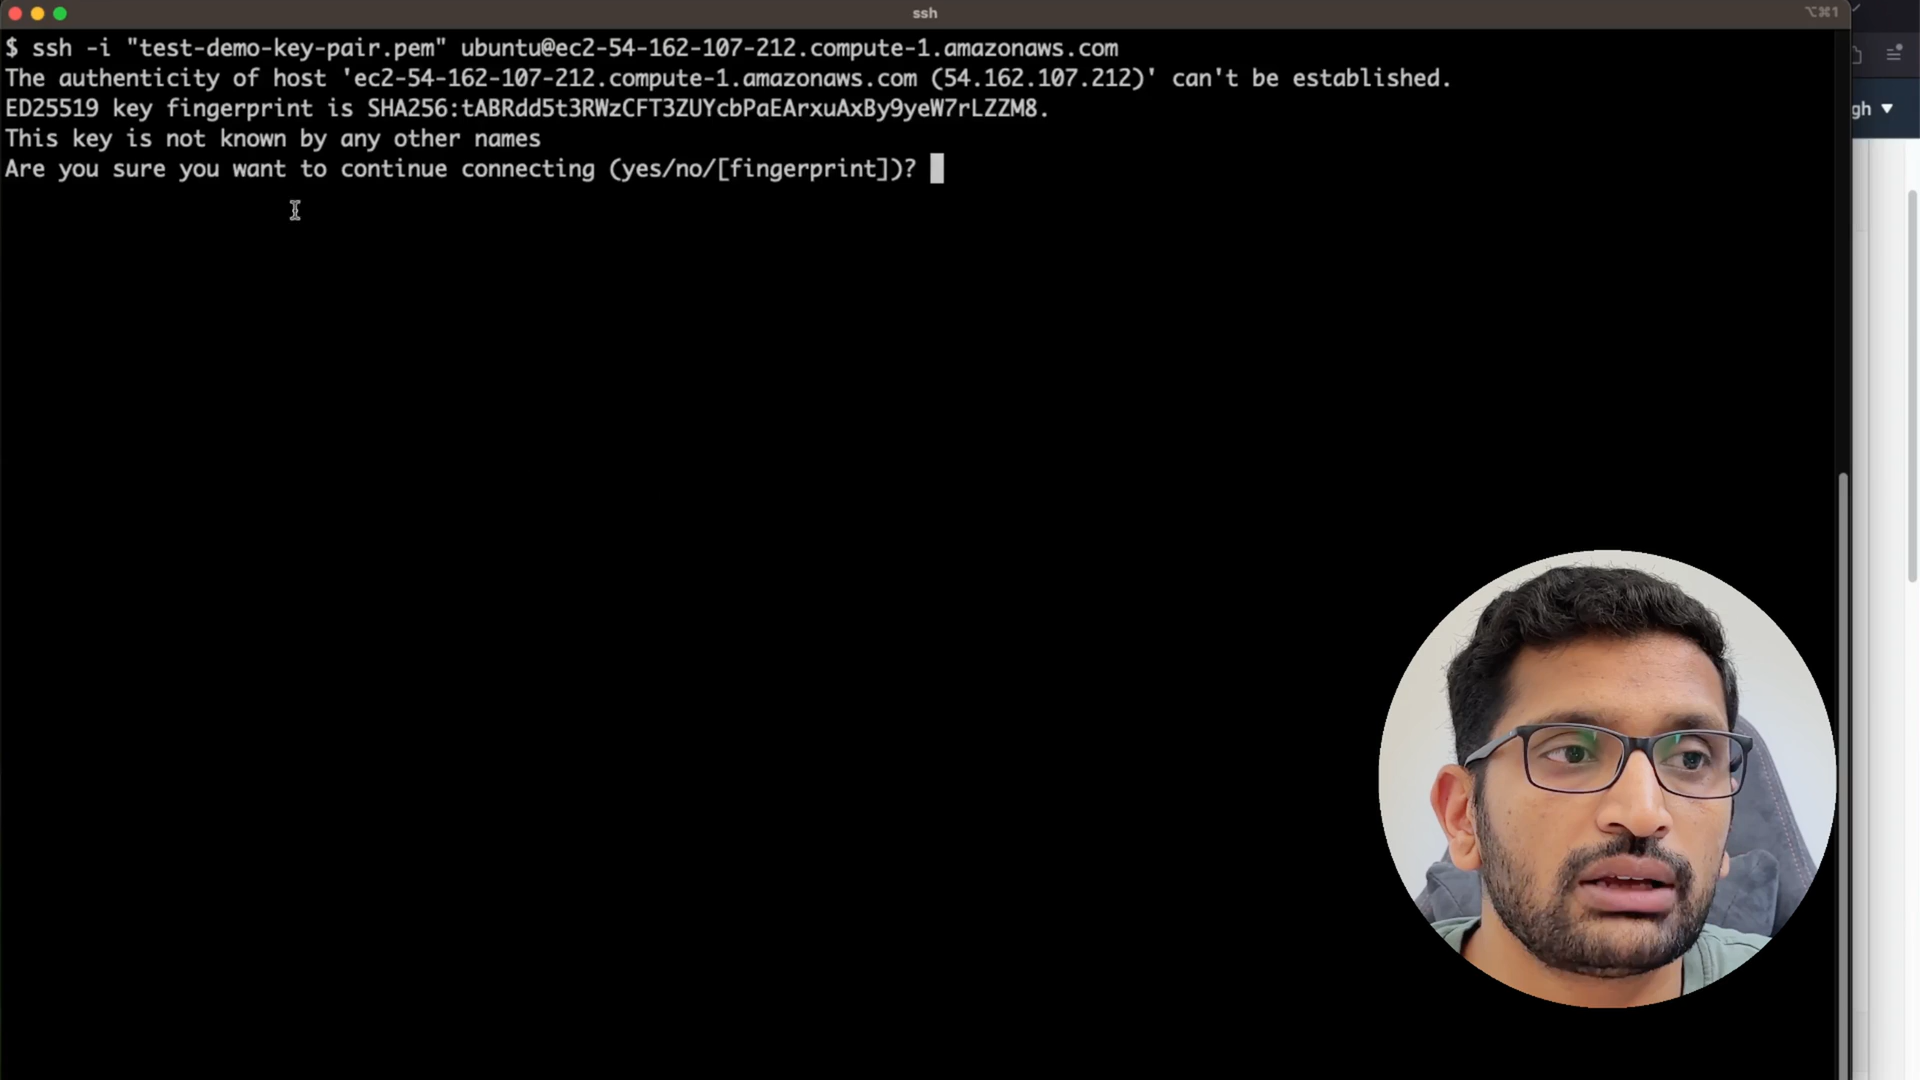 ssh
⌥⌘1
$ ssh -i "test-demo-key-pair.pem" ubuntu@ec2-54-162-107-212.compute-1.amazonaws.com
The authenticity of host 'ec2-54-162-107-212.compute-1.amazonaws.com (54.162.107.212)' can't be established.
ED25519 key fingerprint is SHA256:tABRdd5t3RWzCFT3ZUYcbPaEArxuAxBy9yeW7rLZZM8.
This key is not known by any other names
Are you sure you want to continue connecting (yes/no/[fingerprint])?
gh